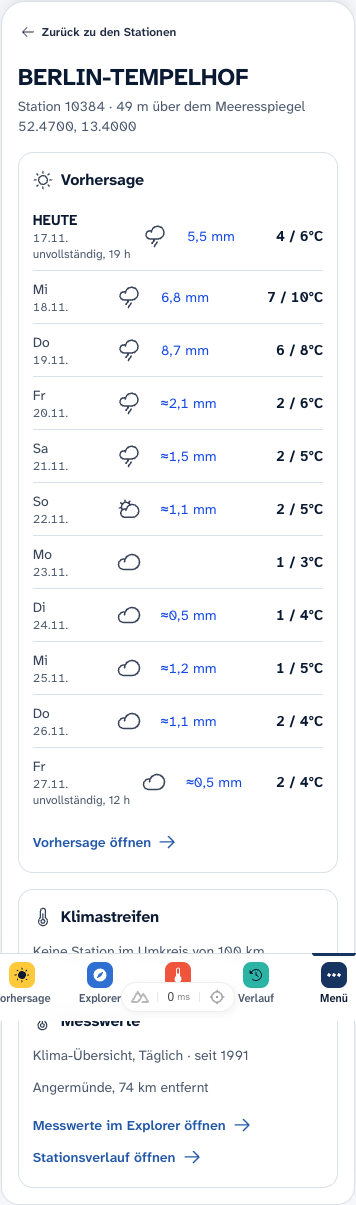 Zurück zu den Stationen
BERLIN-TEMPELHOF
Station 10384 · 49 m über dem Meeresspiegel
52.4700, 13.4000
Vorhersage
HEUTE
17.11.
unvollständig, 19 h
5,5 mm
4 / 6°C
Mi
18.11.
6,8 mm
7 / 10°C
Do
19.11.
8,7 mm
6 / 8°C
Fr
20.11.
≈2,1 mm
2 / 6°C
Sa
21.11.
≈1,5 mm
2 / 5°C
So
22.11.
≈1,1 mm
2 / 5°C
Mo
23.11.
1 / 3°C
Di
24.11.
≈0,5 mm
1 / 4°C
Mi
25.11.
≈1,2 mm
1 / 5°C
Do
26.11.
≈1,1 mm
2 / 4°C
Fr
27.11.
unvollständig, 12 h
≈0,5 mm
2 / 4°C
Vorhersage öffnen
Klimastreifen
Keine Station im Umkreis von 100 km
orhersage
Explorer
0 ms
Verlauf
Menü
Messwerte
Klima-Übersicht, Täglich · seit 1991
Angermünde, 74 km entfernt
Messwerte im Explorer öffnen
Stationsverlauf öffnen